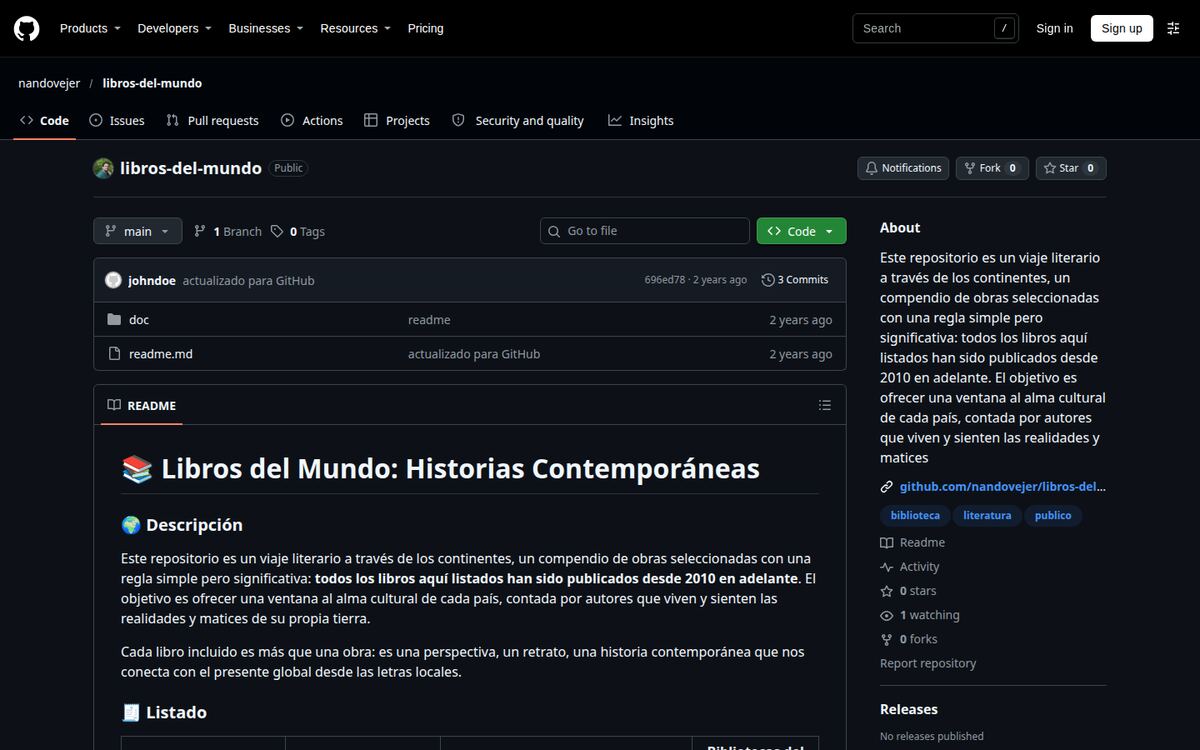 Products Developers Businesses Resources Pricing Search / Sign in Sign up
nandovejer / libros-del-mundo
Code Issues Pull requests Actions Projects Security and quality Insights
libros-del-mundo Public Notifications Fork 0 Star 0
main 1 Branch 0 Tags Go to file Code
johndoe actualizado para GitHub 696ed78 · 2 years ago 3 Commits
doc readme 2 years ago
readme.md actualizado para GitHub 2 years ago
README
📚 Libros del Mundo: Historias Contemporáneas
🌍 Descripción
Este repositorio es un viaje literario a través de los continentes, un compendio de obras seleccionadas con una
regla simple pero significativa: todos los libros aquí listados han sido publicados desde 2010 en adelante. El
objetivo es ofrecer una ventana al alma cultural de cada país, contada por autores que viven y sienten las
realidades y matices de su propia tierra.
Cada libro incluido es más que una obra: es una perspectiva, un retrato, una historia contemporánea que nos
conecta con el presente global desde las letras locales.
🧾 Listado
Bibliotecas del
About
Este repositorio es un viaje literario
a través de los continentes, un
compendio de obras seleccionadas
con una regla simple pero
significativa: todos los libros aquí
listados han sido publicados desde
2010 en adelante. El objetivo es
ofrecer una ventana al alma cultural
de cada país, contada por autores
que viven y sienten las realidades y
matices
github.com/nandovejer/libros-del...
biblioteca literatura publico
Readme
Activity
0 stars
1 watching
0 forks
Report repository
Releases
No releases published